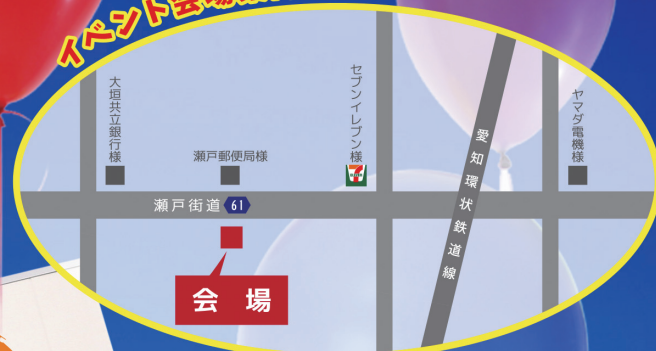 イベント会場
大垣共立銀行様
瀬戸郵便局様
セブンイレブン様
ヤマダ電機様
愛知環状鉄道線
瀬戸街道 61
会場